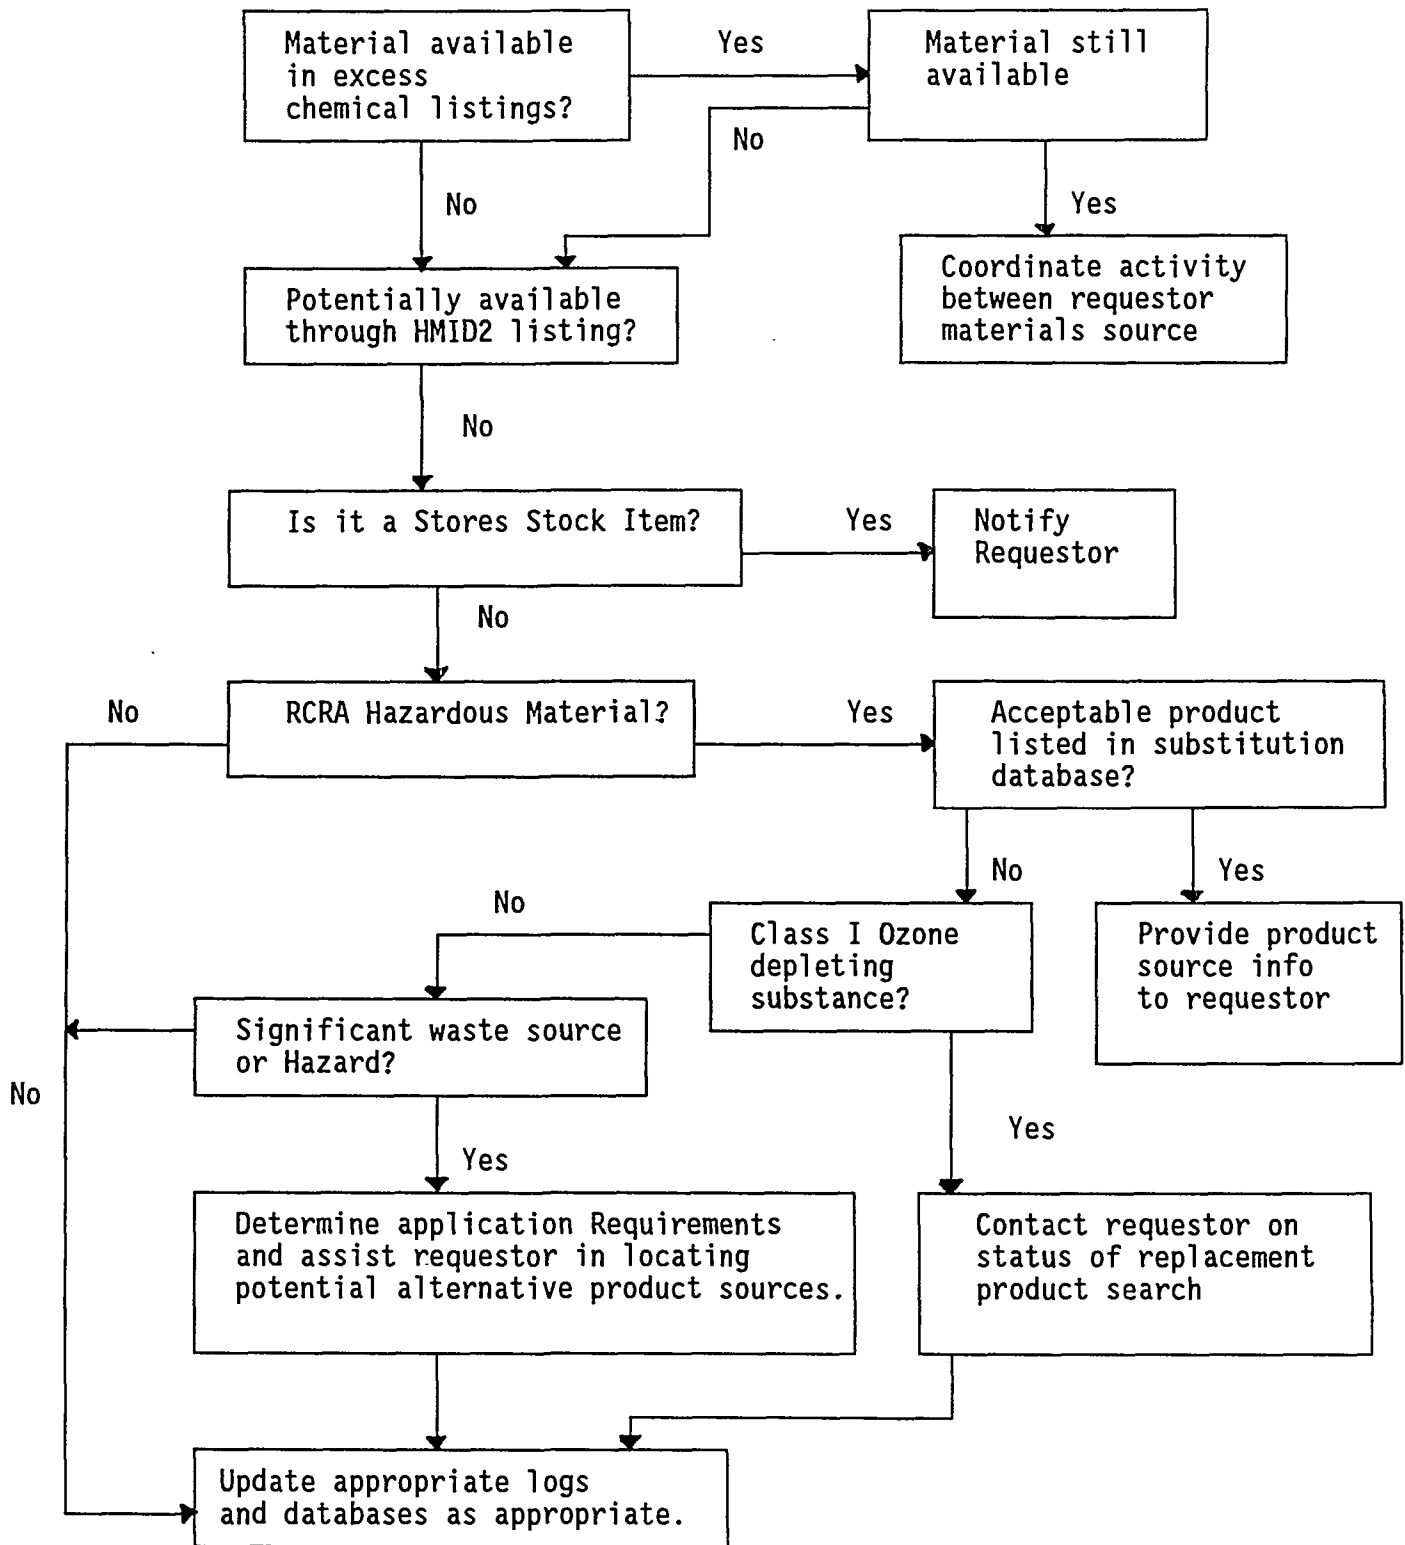 Material available
in excess
chemical listings?
Yes
Material still
available
No
No
Yes
Potentially available
through HMID2 listing?
Coordinate activity
between requestor
materials source
No
Is it a Stores Stock Item?
Yes
Notify
Requestor
No
No
RCRA Hazardous Material?
Yes
Acceptable product
listed in substitution
database?
No
Yes
No
Class I Ozone
depleting
substance?
Provide product
source info
to requestor
Significant waste source
or Hazard?
No
Yes
Yes
Determine application Requirements
and assist requestor in locating
potential alternative product sources.
Contact requestor on
status of replacement
product search
Update appropriate logs
and databases as appropriate.